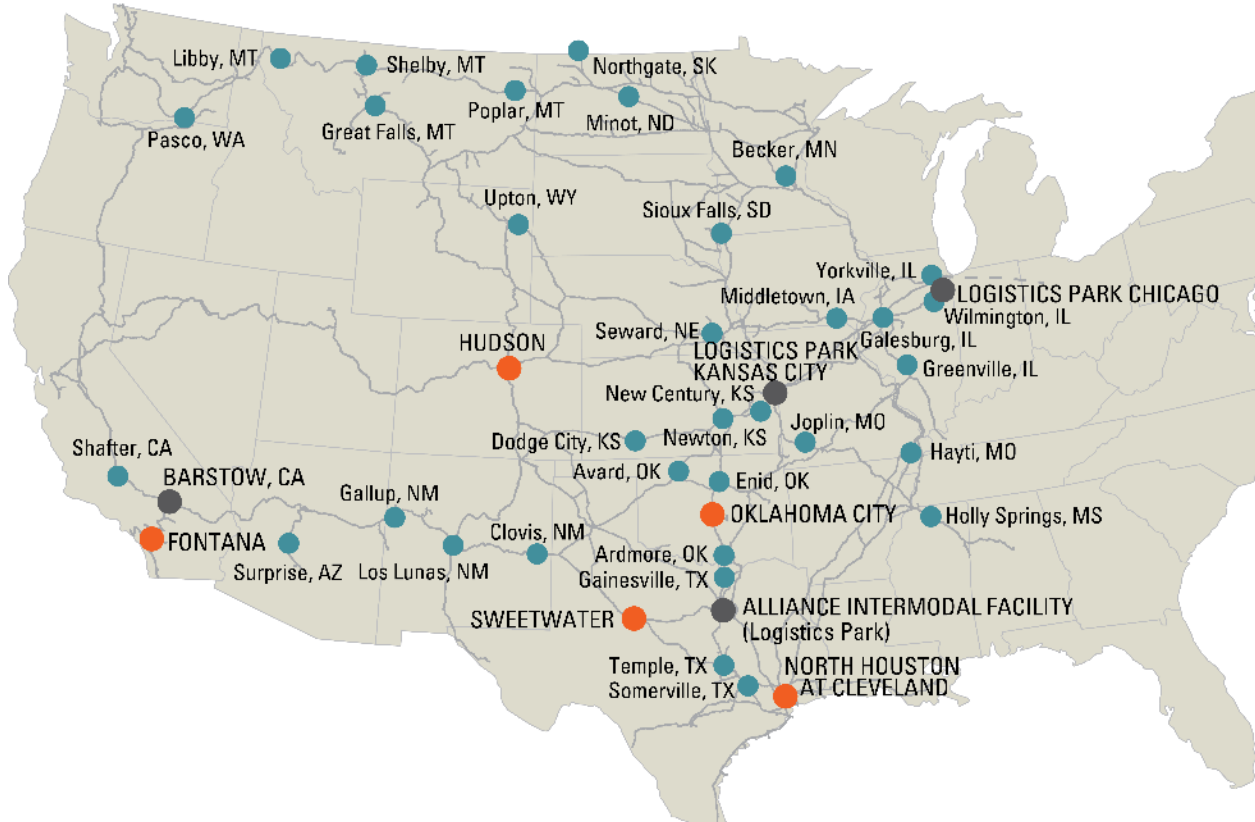 Libby, MT
Shelby, MT
Northgate, SK
Poplar, MT
Minot, ND
Great Falls, MT
Pasco, WA
Becker, MN
Upton, WY
Sioux Falls, SD
Yorkville, IL
Middletown, IA
LOGISTICS PARK CHICAGO
Wilmington, IL
Seward, NE
Galesburg, IL
HUDSON
LOGISTICS PARK
KANSAS CITY
Greenville, IL
New Century, KS
Joplin, MO
Dodge City, KS
Newton, KS
Hayti, MO
Shafter, CA
Avard, OK
Enid, OK
BARSTOW, CA
Gallup, NM
OKLAHOMA CITY
Holly Springs, MS
Clovis, NM
FONTANA
Ardmore, OK
Surprise, AZ
Los Lunas, NM
Gainesville, TX
SWEETWATER
ALLIANCE INTERMODAL FACILITY
(Logistics Park)
Temple, TX
NORTH HOUSTON
AT CLEVELAND
Somerville, TX